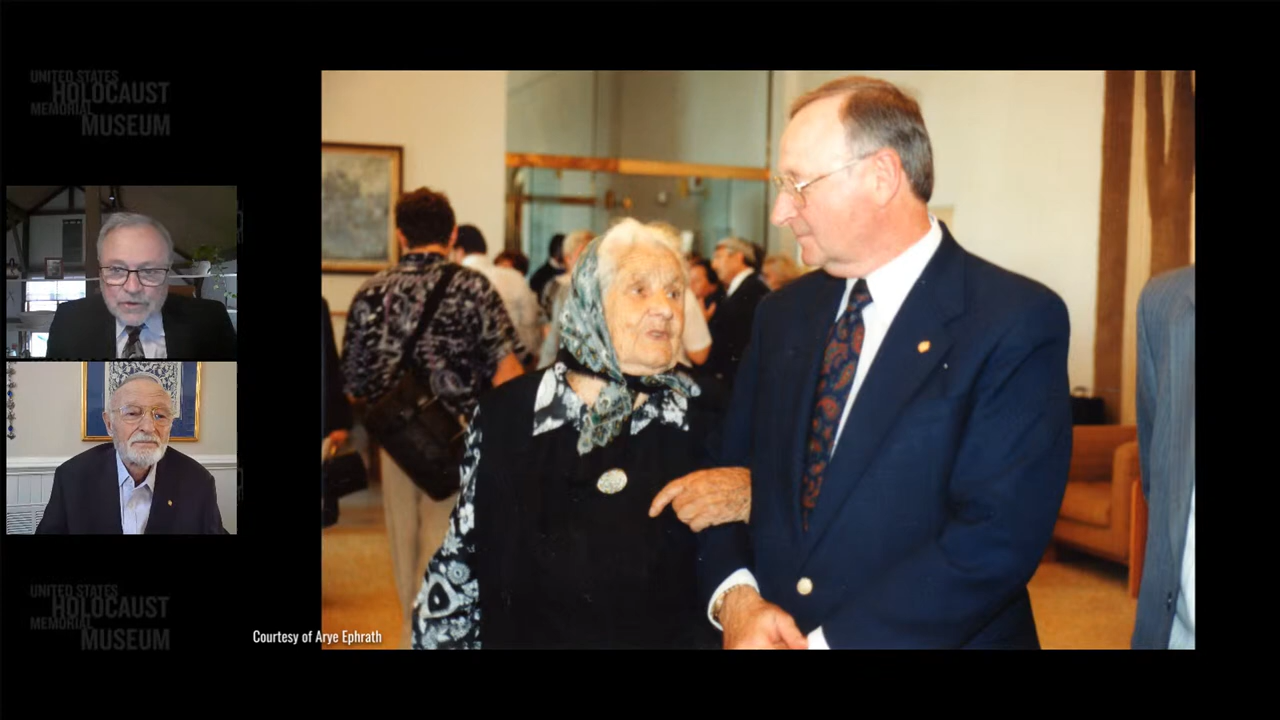 UNITED STATES
HOLOCAUST
MEMORIAL
MUSEUM
UNITED STATES
HOLOCAUST
MEMORIAL
MUSEUM
Courtesy of Arye Ephrath